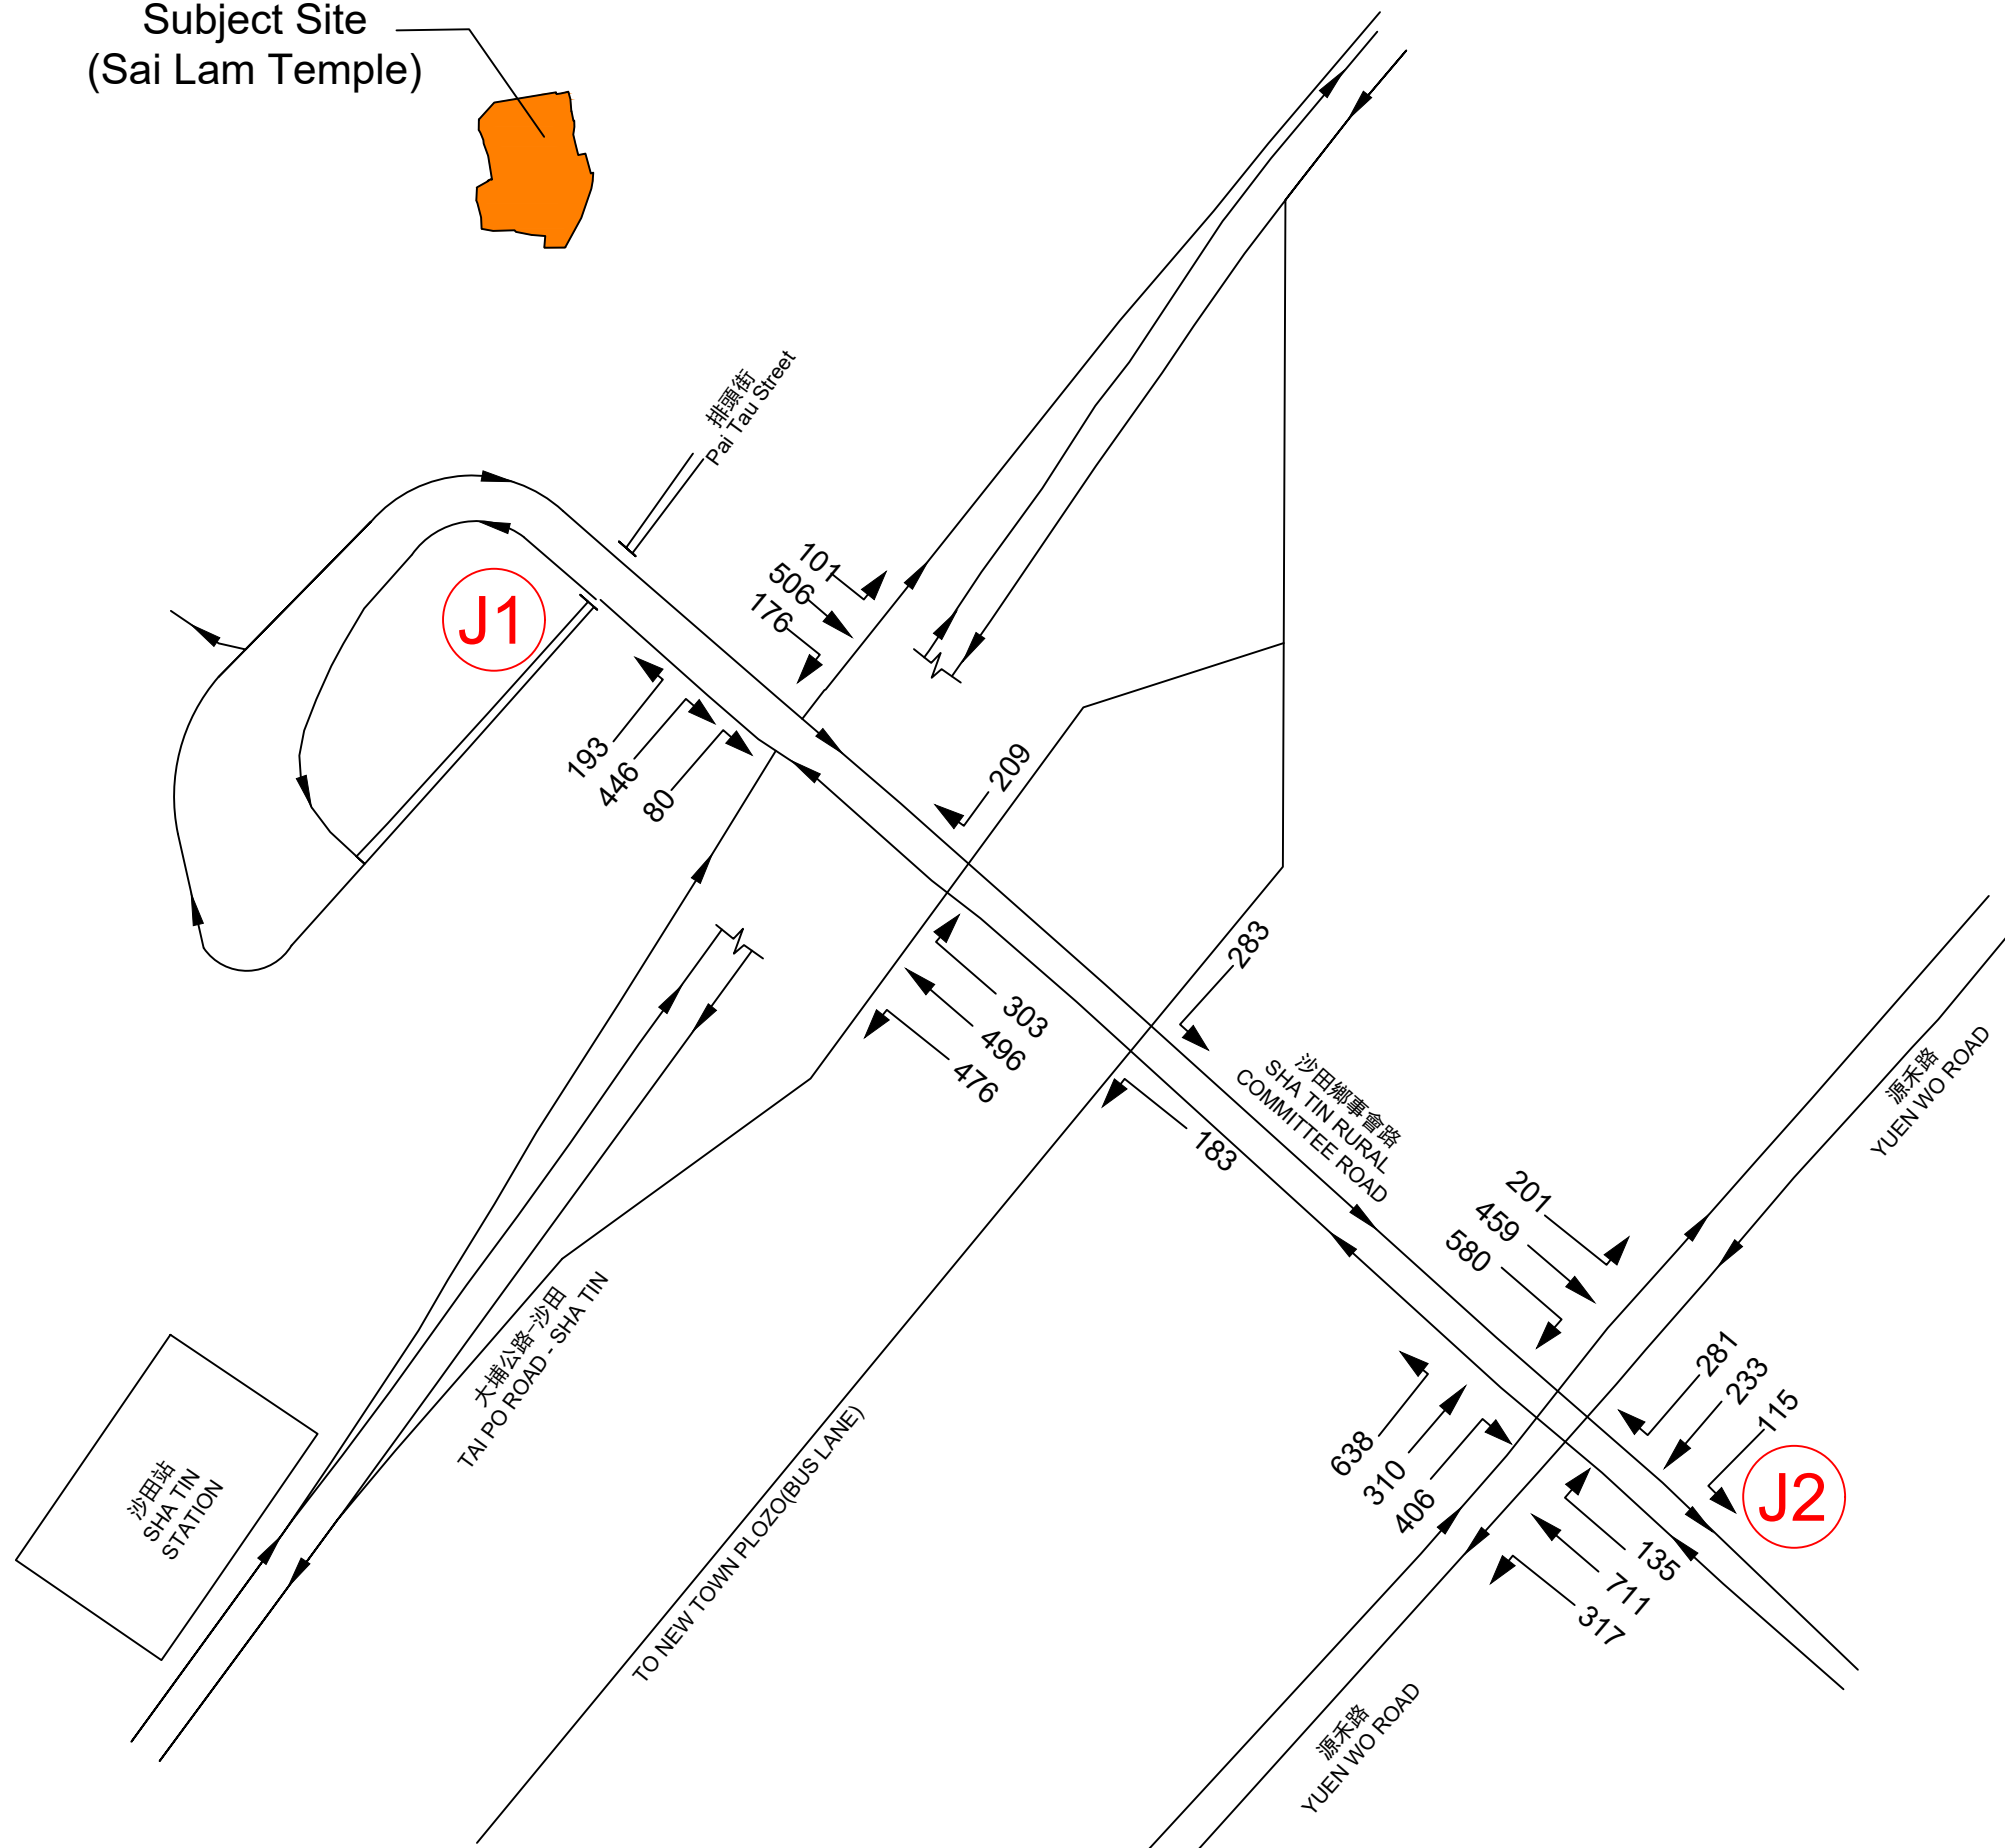 Subject Site
(Sai Lam Temple)
排頭街
Pai Tau Street
J1
101
506
176
193
446
80
209
303
496
476
283
183
沙田鄉事會路
SHA TIN RURAL
COMMITTEE ROAD
源禾路
YUEN WO ROAD
201
459
580
281
233
115
J2
638
310
406
135
711
317
大埔公路-沙田
TAI PO ROAD - SHA TIN
沙田站
SHA TIN
STATION
TO NEW TOWN PLOZO(BUS LANE)
源禾路
YUEN WO ROAD